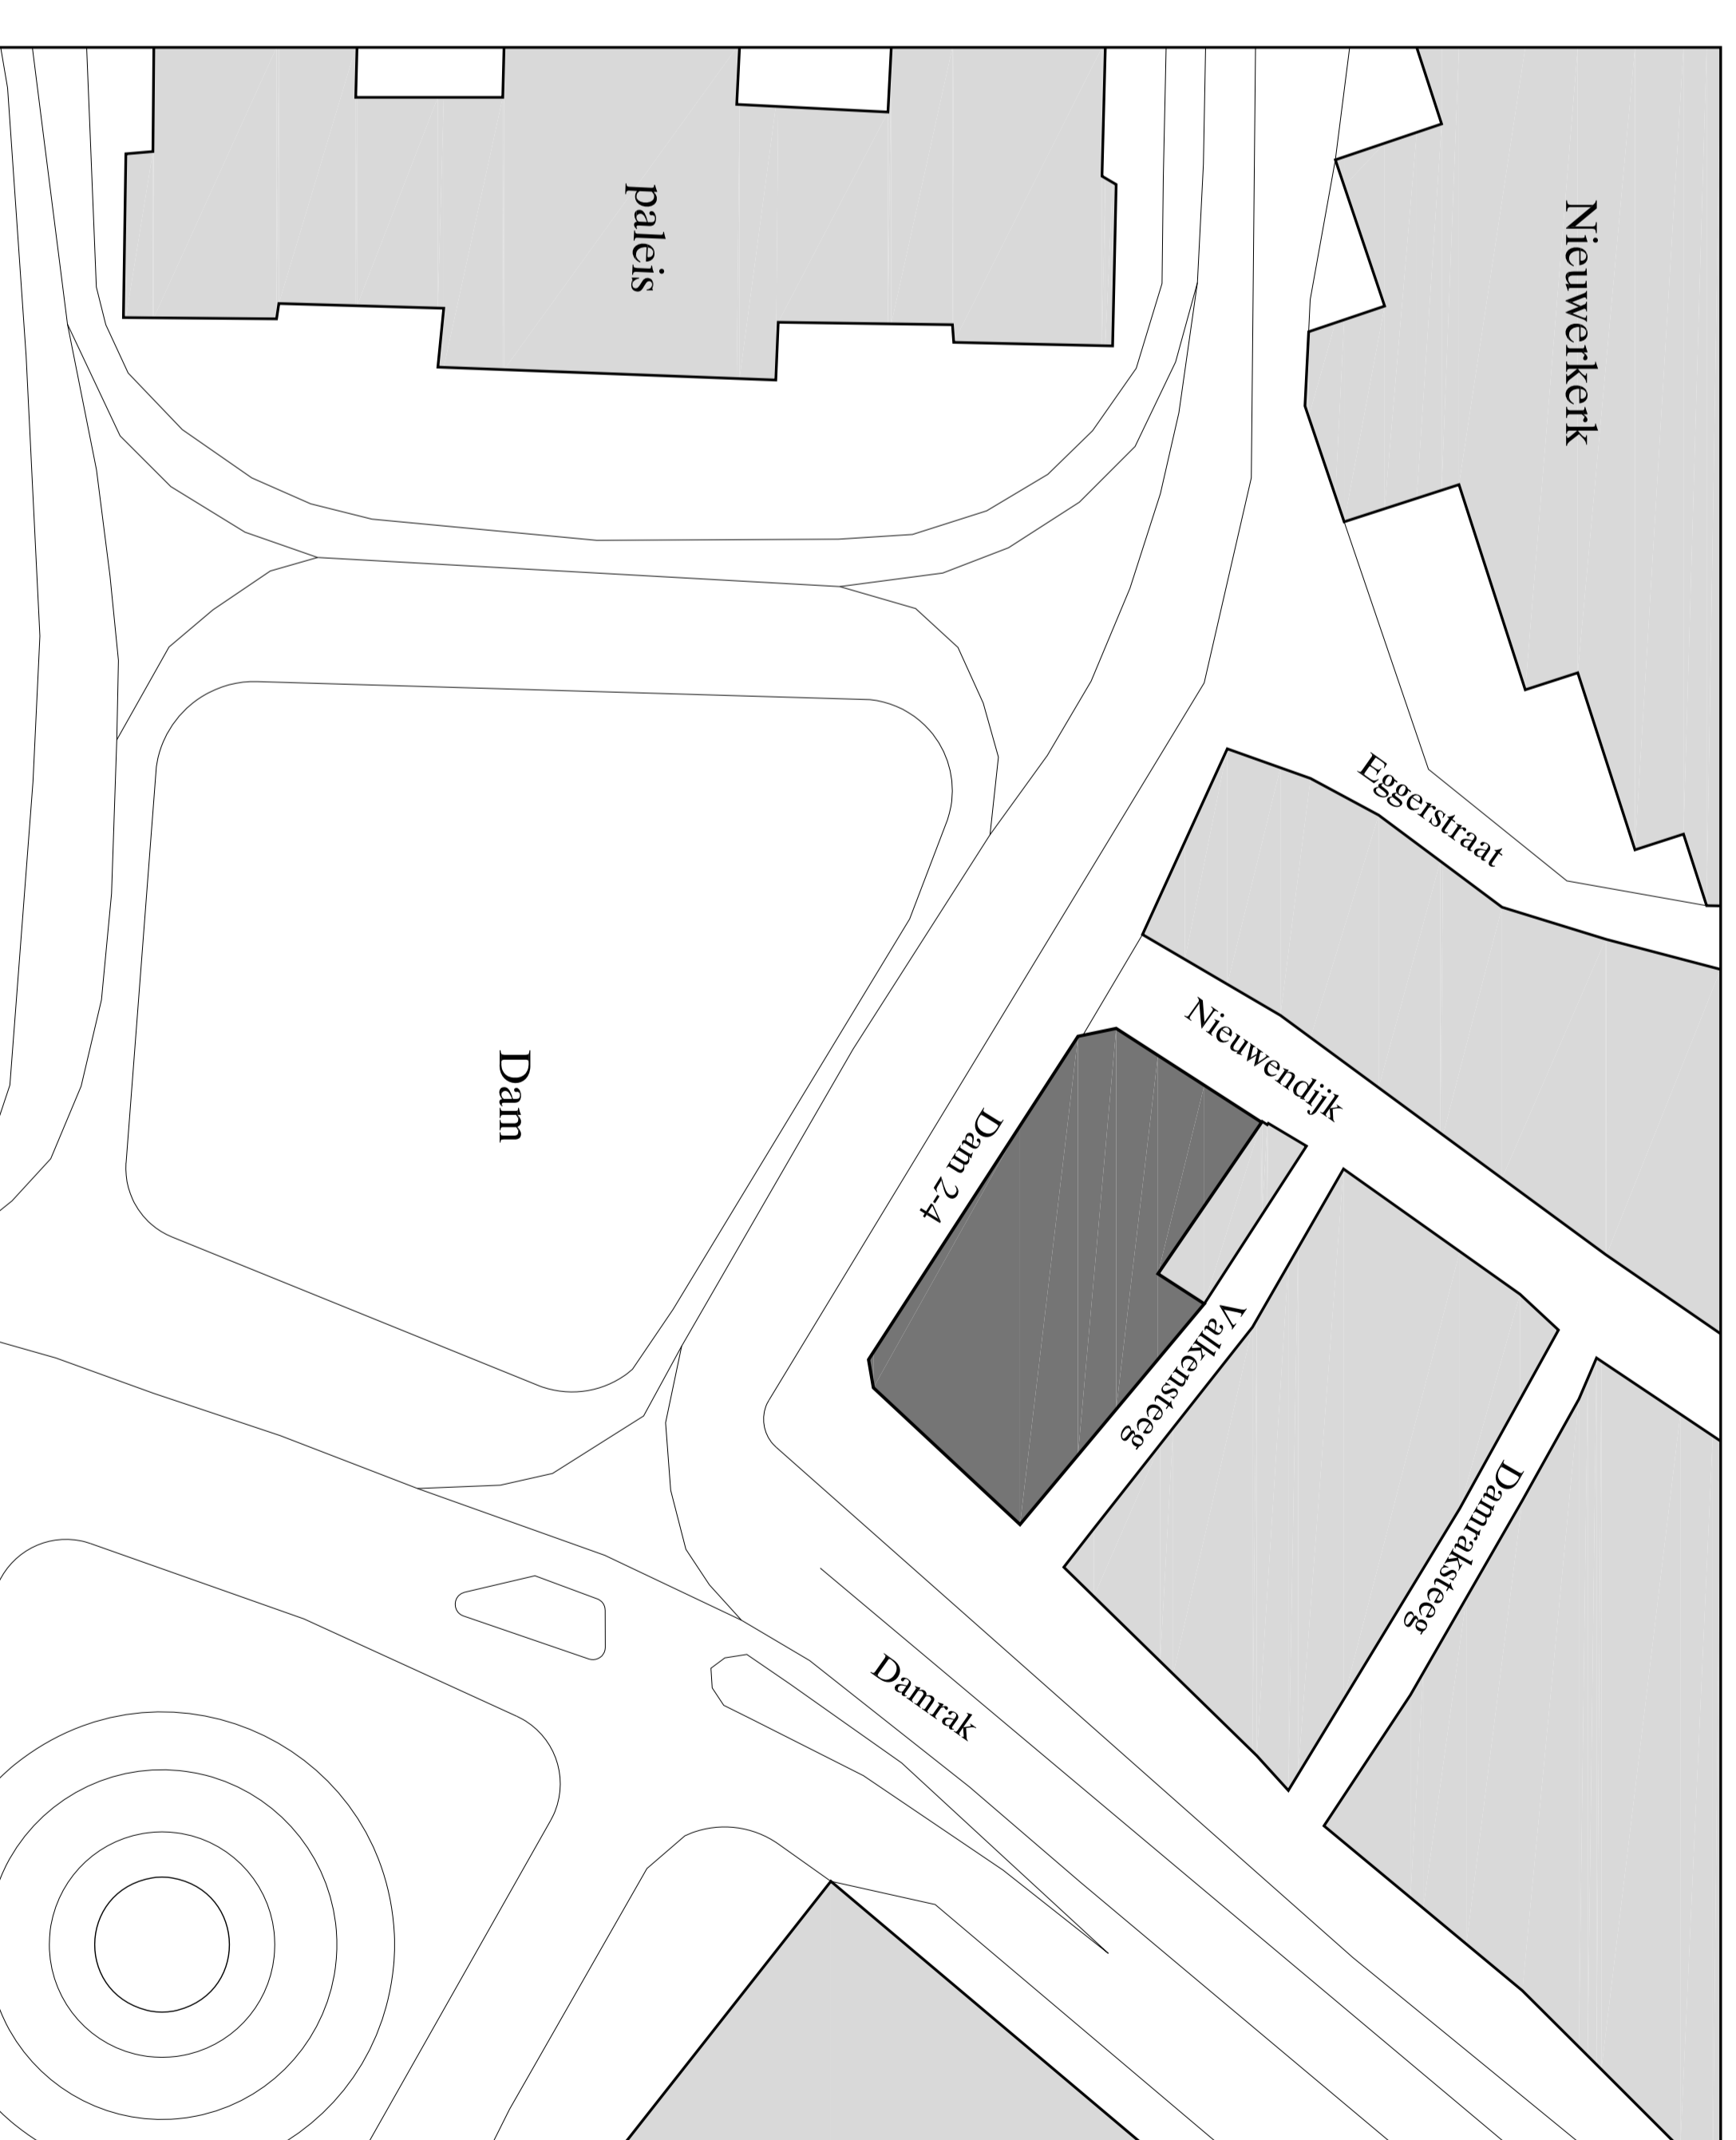 paleis
Nieuwerkerk
Eggerstraat
Nieuwendijk
Dam
Dam 2-4
Valkensteeg
Damraksteeg
Damrak